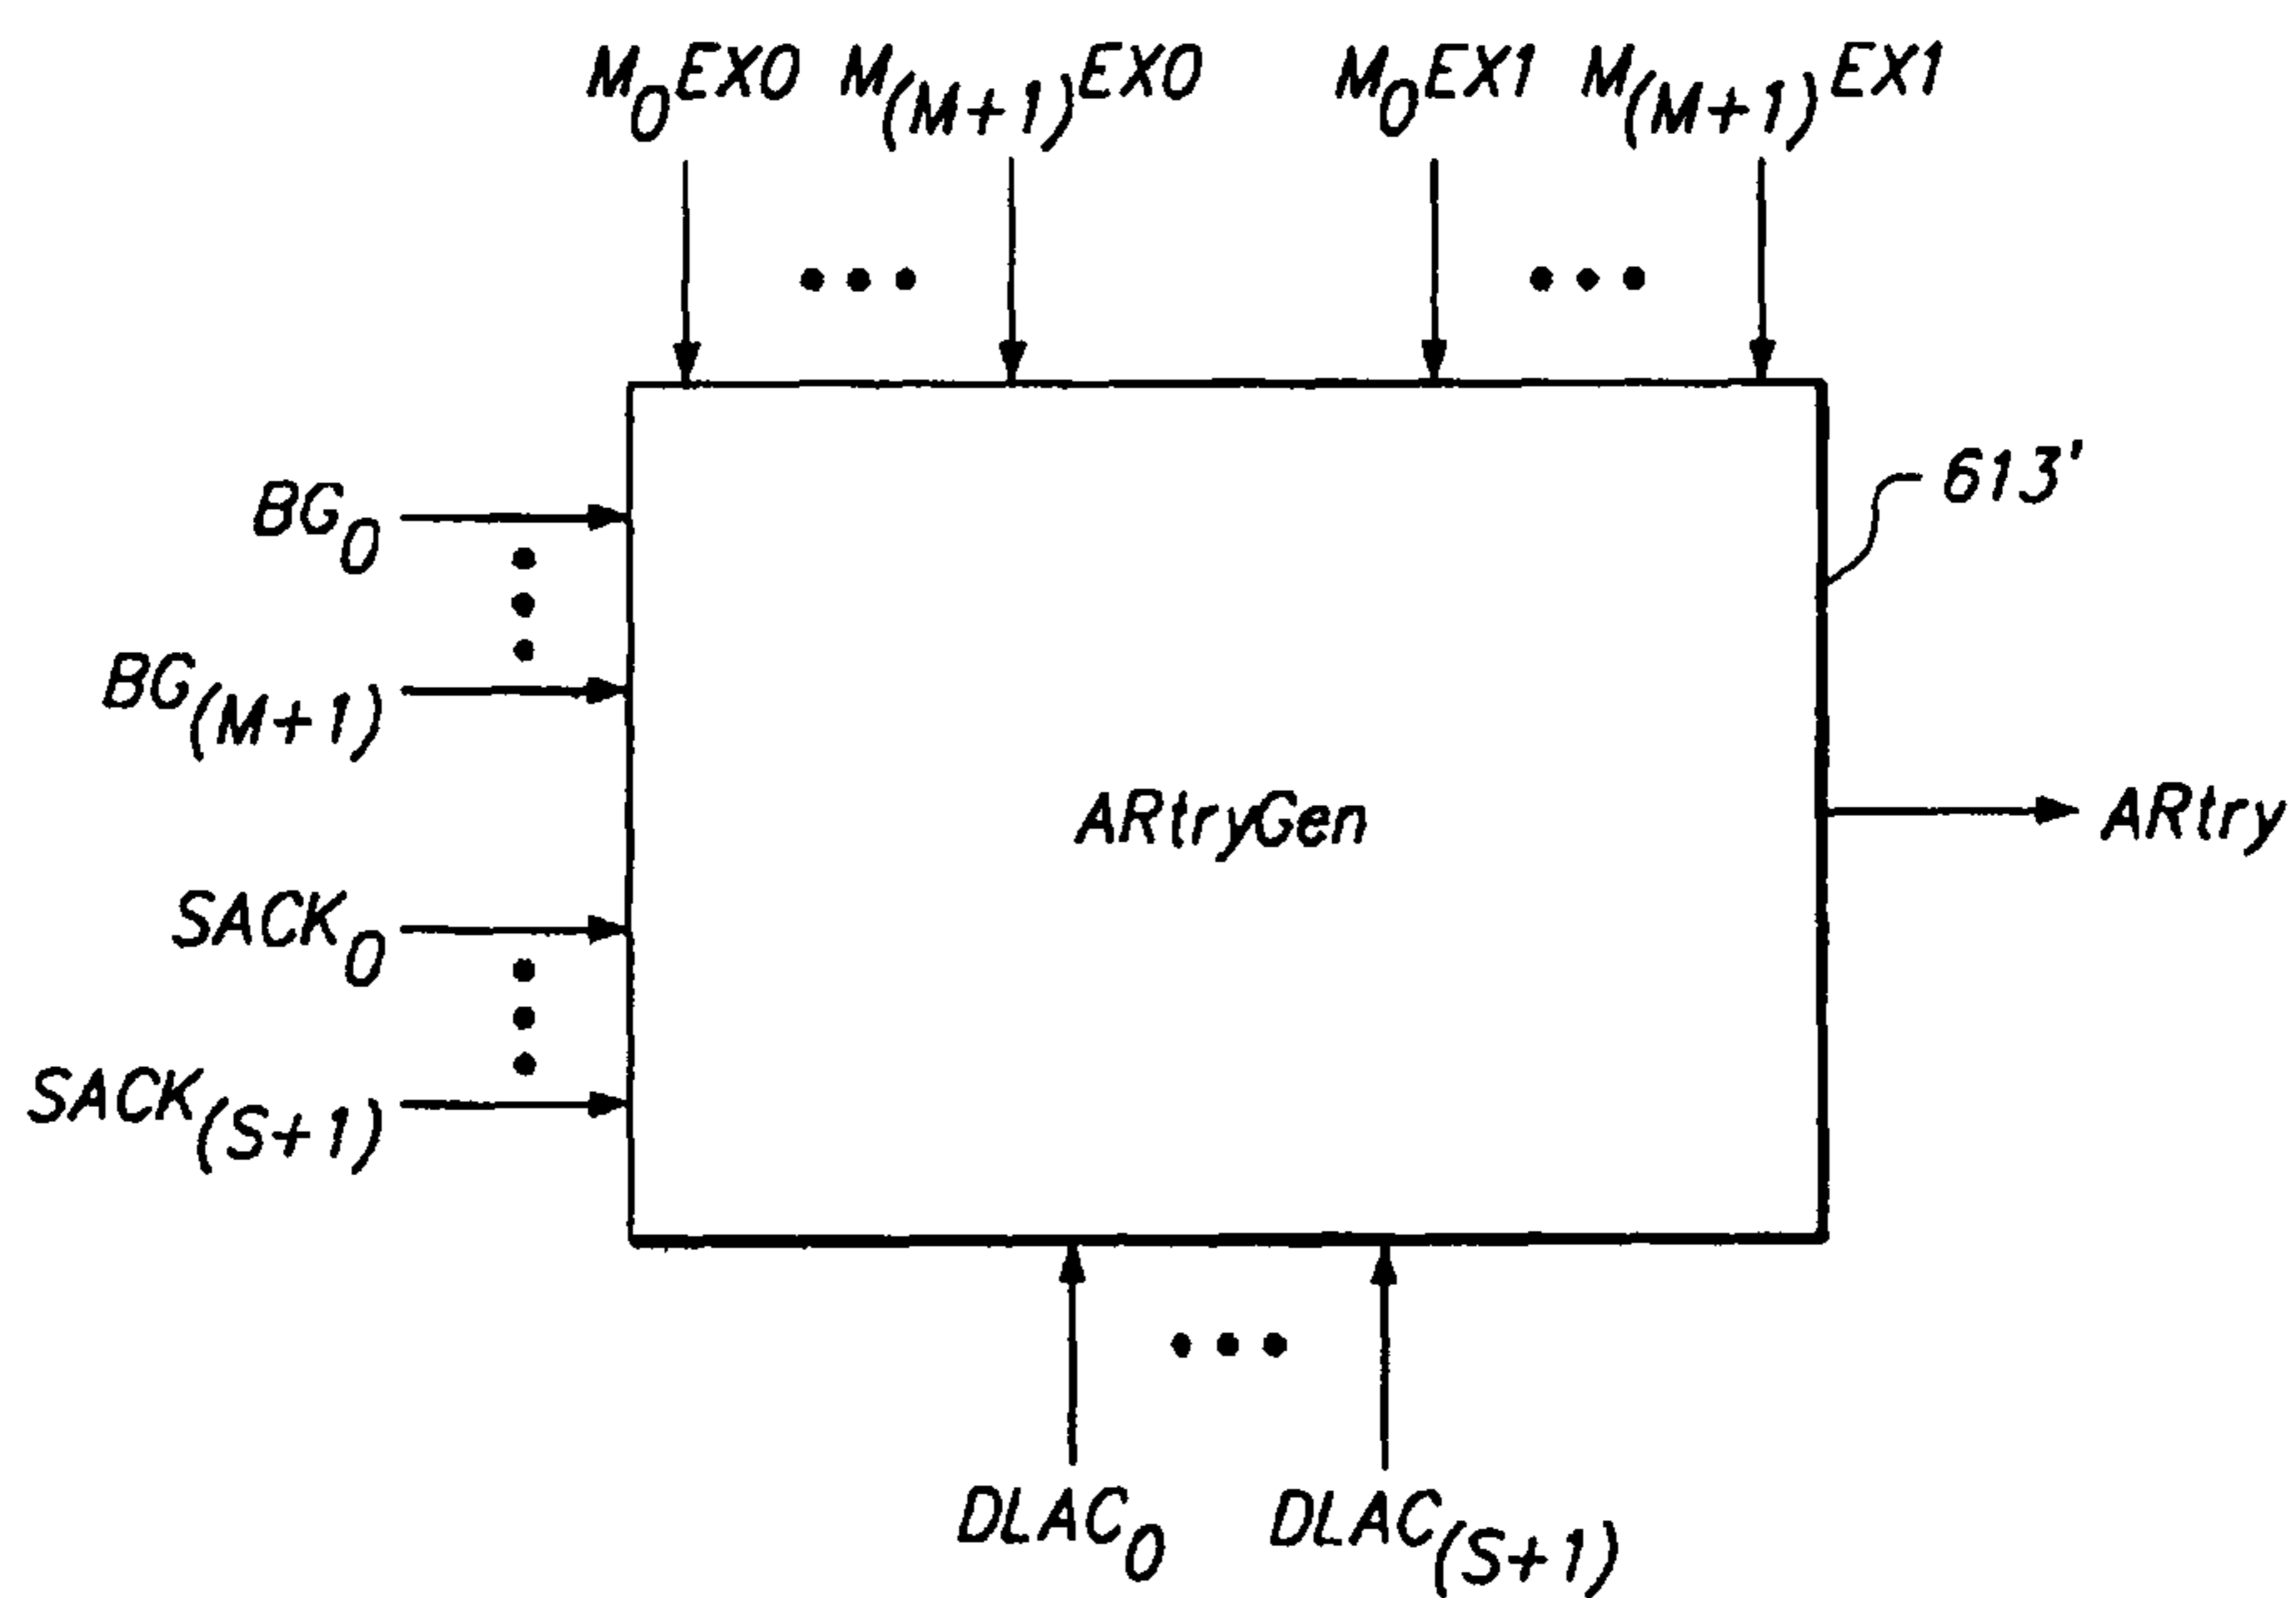 M₀EX0 M₍M+1₎EX0 M₀EX1 M₍M+1₎EX1
BG₀
613'
BG₍M+1₎
ARtryGen
ARtry
SACK₀
SACK₍S+1₎
DLAC₀ DLAC₍S+1₎